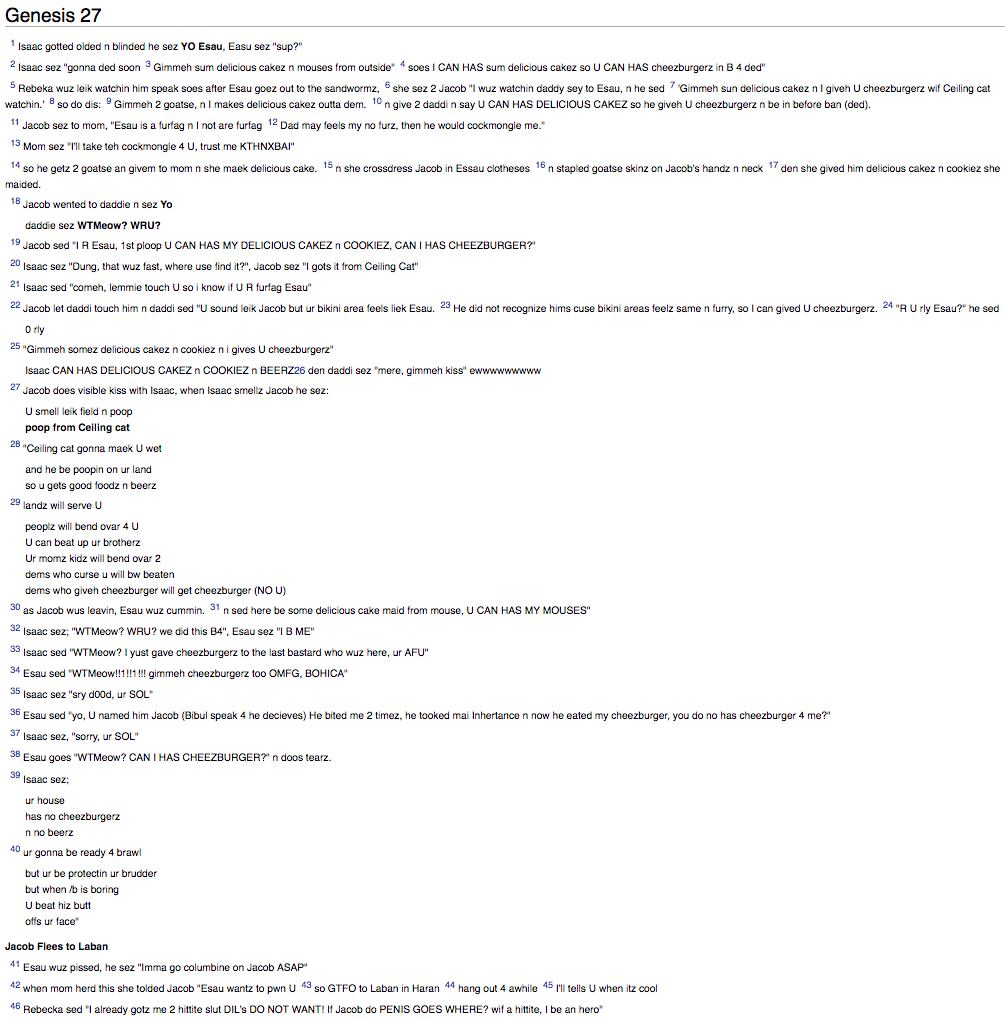 Genesis 27
1 Isaac gotted olded n blinded he sez YO Esau, Easu sez "sup?"
2 Isaac sez "gonna ded soon 3 Gimmeh sum delicious cakez n mouses from outside" 4 soes I CAN HAS sum delicious cakez so U CAN HAS cheezburgerz in B 4 ded"
5 Rebeka wuz leik watchin him speak soes after Esau goez out to the sandwormz, 6 she sez 2 Jacob "I wuz watchin daddy sey to Esau, n he sed 7 'Gimmeh sun delicious cakez n I giveh U cheezburgerz wif Ceiling cat
watchin.' 8 so do dis: 9 Gimmeh 2 goatse, n I makes delicious cakez outta dem. 10 n give 2 daddi n say U CAN HAS DELICIOUS CAKEZ so he giveh U cheezburgerz n be in before ban (ded).
11 Jacob sez to mom, "Esau is a furfag n I not are furfag 12 Dad may feels my no furz, then he would cockmongle me."
13 Mom sez "I'll take teh cockmongle 4 U, trust me KTHNXBAI"
14 so he getz 2 goatse an givem to mom n she maek delicious cake. 15 n she crossdress Jacob in Essau clotheses 16 n stapled goatse skinz on Jacob's handz n neck 17 den she gived him delicious cakez n cookiez she
maided.
18 Jacob wented to daddie n sez Yo
daddie sez WTMeow? WRU?
19 Jacob sed "I R Esau, 1st ploop U CAN HAS MY DELICIOUS CAKEZ n COOKIEZ, CAN I HAS CHEEZBURGER?"
20 Isaac sez "Dung, that wuz fast, where use find it?", Jacob sez "I gots it from Ceiling Cat"
21 Isaac sed "comeh, lemmie touch U so i know if U R furfag Esau"
22 Jacob let daddi touch him n daddi sed "U sound leik Jacob but ur bikini area feels liek Esau. 23 He did not recognize hims cuse bikini areas feelz same n furry, so I can gived U cheezburgerz. 24 "R U rly Esau?" he sed
0 rly
25 "Gimmeh somez delicious cakez n cookiez n i gives U cheezburgerz"
Isaac CAN HAS DELICIOUS CAKEZ n COOKIEZ n BEERZ26 den daddi sez "mere, gimmeh kiss" ewwwwwwwww
27 Jacob does visible kiss with Isaac, when Isaac smellz Jacob he sez:
U smell leik field n poop
poop from Ceiling cat
28 "Ceiling cat gonna maek U wet
and he be poopin on ur land
so u gets good foodz n beerz
29 landz will serve U
peoplz will bend ovar 4 U
U can beat up ur brotherz
Ur momz kidz will bend ovar 2
dems who curse u will bw beaten
dems who giveh cheezburger will get cheezburger (NO U)
30 as Jacob wus leavin, Esau wuz cummin. 31 n sed here be some delicious cake maid from mouse, U CAN HAS MY MOUSES"
32 Isaac sez; "WTMeow? WRU? we did this B4", Esau sez "I B ME"
33 Isaac sed "WTMeow? I yust gave cheezburgerz to the last bastard who wuz here, ur AFU"
34 Esau sed "WTMeow!!1!!1!!! gimmeh cheezburgerz too OMFG, BOHICA"
35 Isaac sez "sry d00d, ur SOL"
36 Esau sed "yo, U named him Jacob (Bibul speak 4 he decieves) He bited me 2 timez, he tooked mai Inhertance n now he eated my cheezburger, you do no has cheezburger 4 me?"
37 Isaac sez, "sorry, ur SOL"
38 Esau goes "WTMeow? CAN I HAS CHEEZBURGER?" n doos tearz.
39 Isaac sez;
ur house
has no cheezburgerz
n no beerz
40 ur gonna be ready 4 brawl
but ur be protectin ur brudder
but when /b is boring
U beat hiz butt
offs ur face"
Jacob Flees to Laban
41 Esau wuz pissed, he sez "Imma go columbine on Jacob ASAP"
42 when mom herd this she tolded Jacob "Esau wantz to pwn U 43 so GTFO to Laban in Haran 44 hang out 4 awhile 45 I'll tells U when itz cool
46 Rebecka sed "I already gotz me 2 hittite slut DIL's DO NOT WANT! If Jacob do PENIS GOES WHERE? wif a hittite, I be an hero"